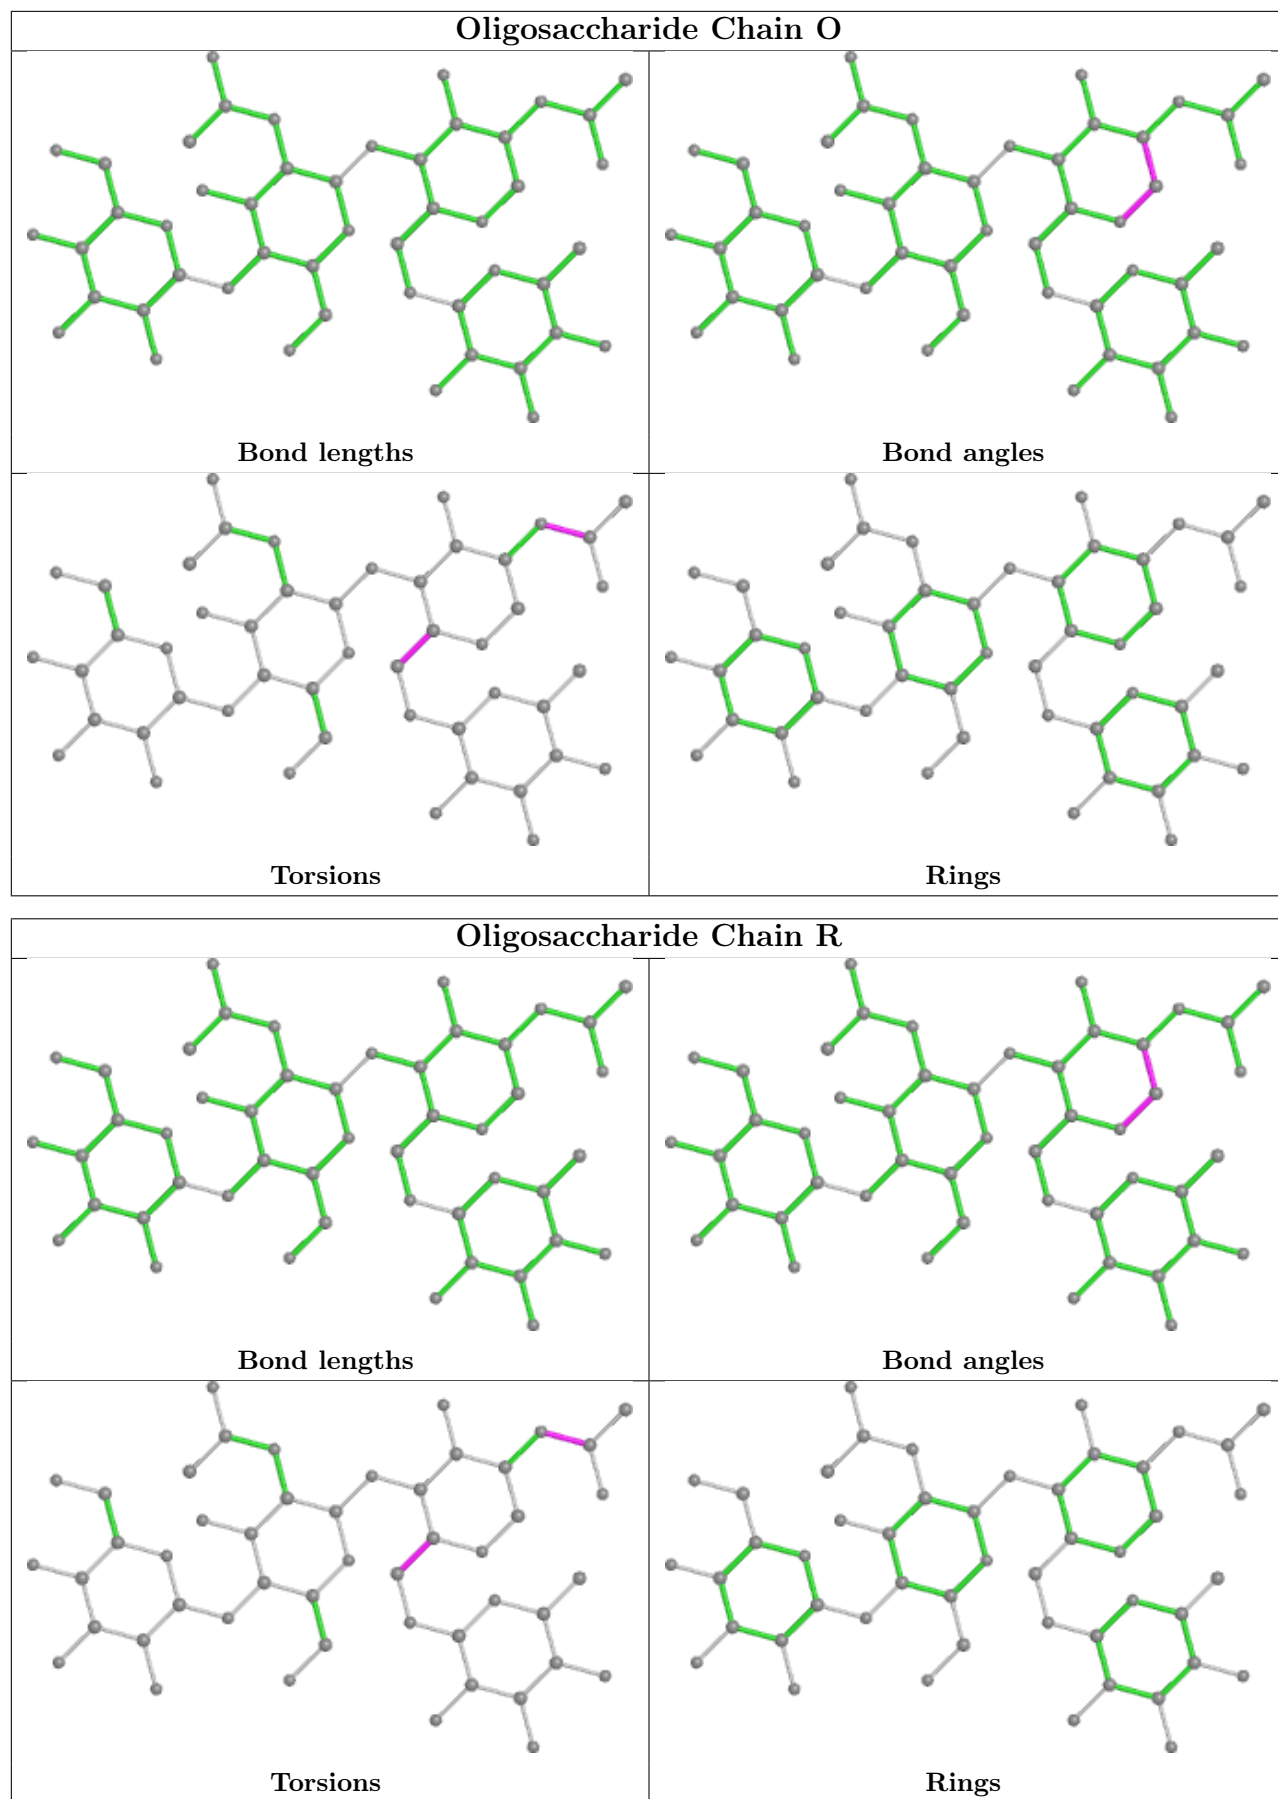 Oligosaccharide Chain O
Bond lengths
Bond angles
Torsions
Rings
Oligosaccharide Chain R
Bond lengths
Bond angles
Torsions
Rings